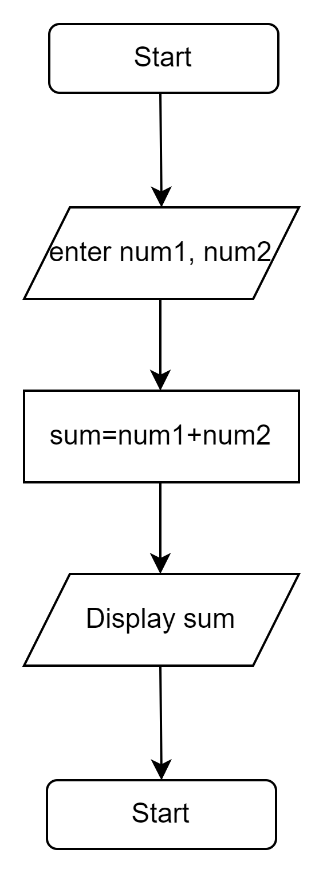 Start
enter num1, num2
sum=num1+num2
Display sum
Start